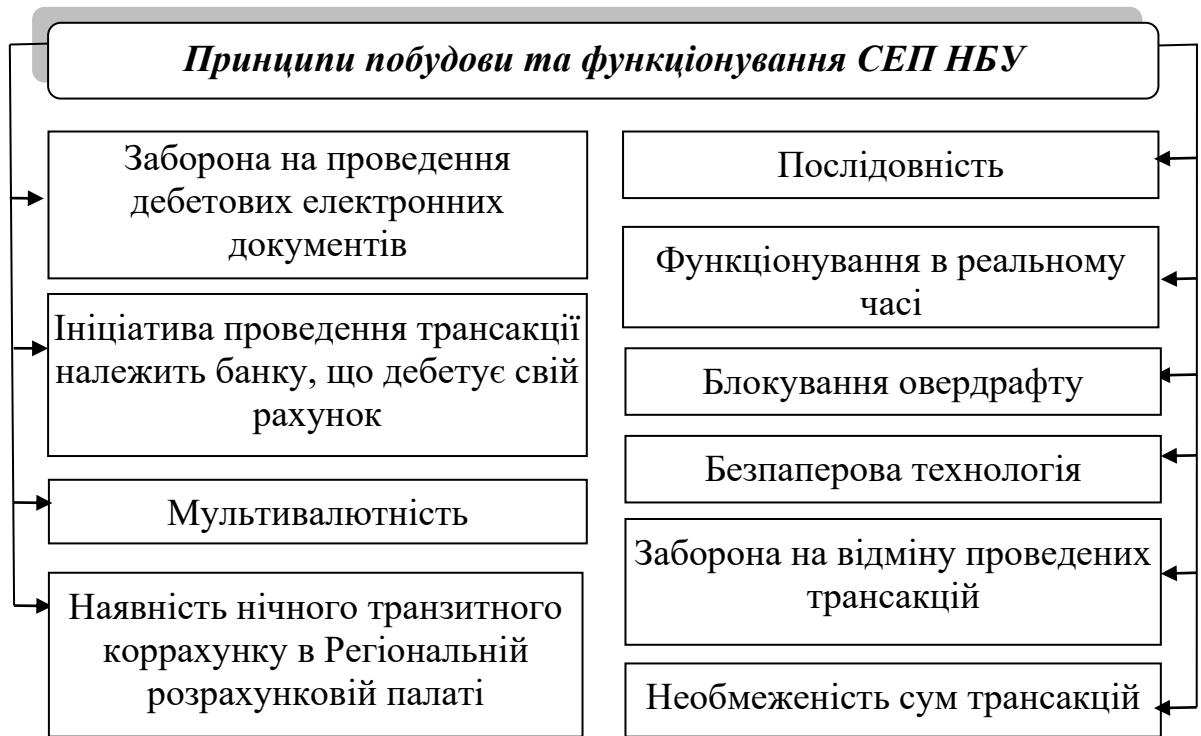 Принципи побудови та функціонування СЕП НБУ
Заборона на проведення
дебетових електронних
документів
Ініціатива проведення трансакції
належить банку, що дебетує свій
рахунок
Мультивалютність
Наявність нічного транзитного
коррахунку в Регіональній
розрахунковій палаті
Послідовність
Функціонування в реальному
часі
Блокування овердрафту
Безпаперова технологія
Заборона на відміну проведених
трансакцій
Необмеженість сум трансакцій